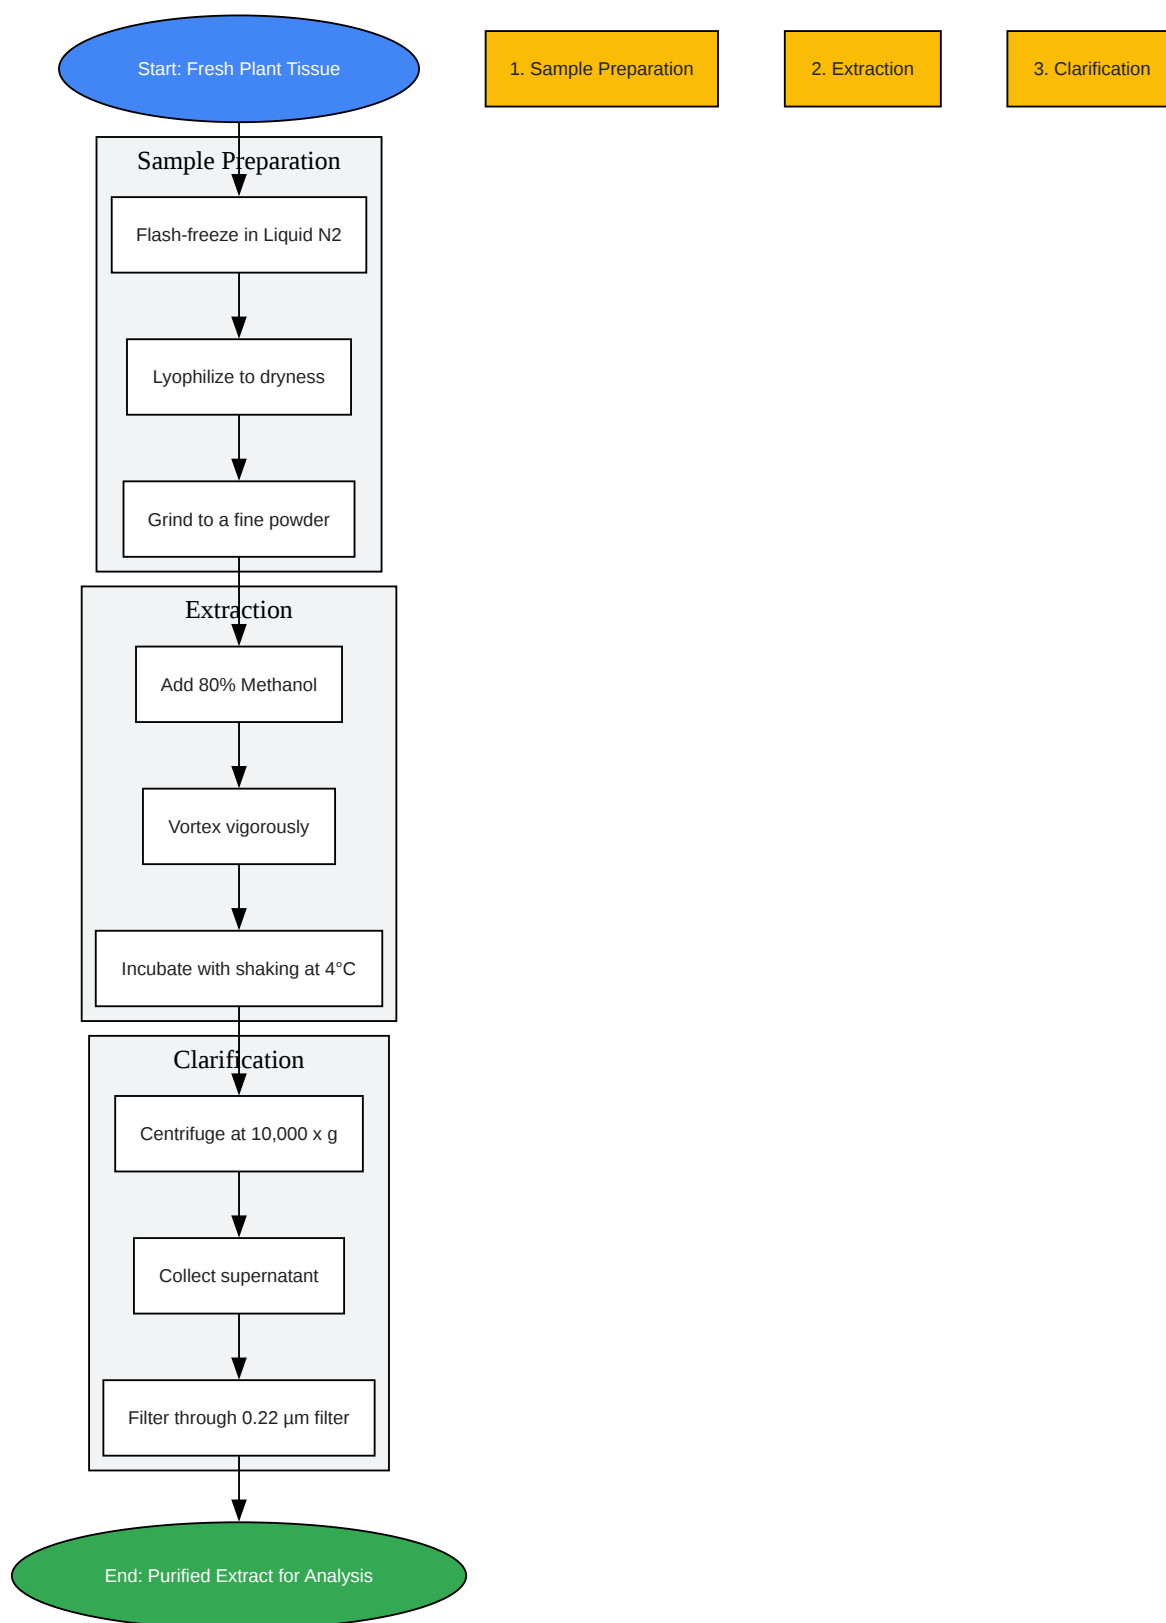 Start: Fresh Plant Tissue
1. Sample Preparation
2. Extraction
3. Clarification
Sample Preparation
Flash-freeze in Liquid N2
Lyophilize to dryness
Grind to a fine powder
Extraction
Add 80% Methanol
Vortex vigorously
Incubate with shaking at 4°C
Clarification
Centrifuge at 10,000 x g
Collect supernatant
Filter through 0.22 µm filter
End: Purified Extract for Analysis